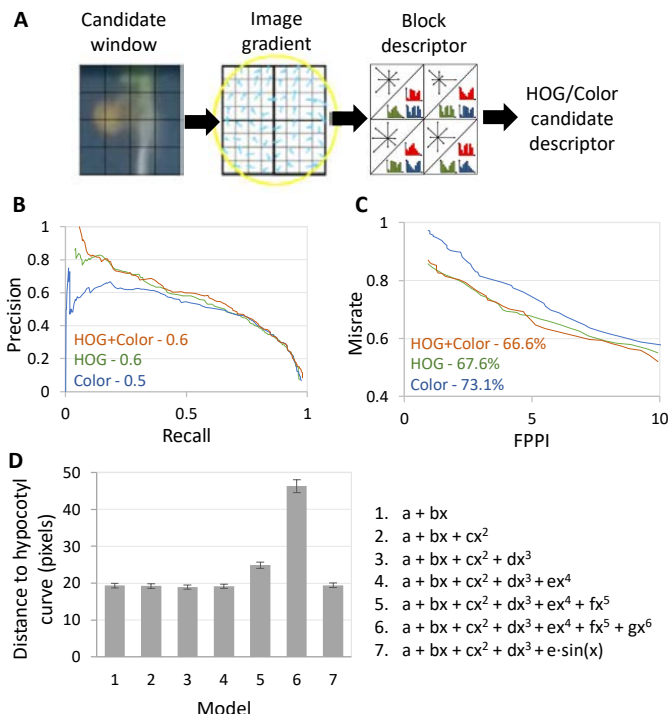 A
Candidate window
Image gradient
Block descriptor
HOG/Color candidate descriptor
B
Precision
1
0.8
0.6
0.4
0.2
0
HOG+Color - 0.6
HOG - 0.6
Color - 0.5
0
0.5
1
Recall
C
Misrate
1
0.8
0.6
0.4
HOG+Color - 66.6%
HOG - 67.6%
Color - 73.1%
0
5
10
FPPI
D
Distance to hypocotyl
curve (pixels)
50
40
30
20
10
0
1 2 3 4 5 6 7
Model
1. a + bx
2. a + bx + cx²
3. a + bx + cx² + dx³
4. a + bx + cx² + dx³ + ex⁴
5. a + bx + cx² + dx³ + ex⁴ + fx⁵
6. a + bx + cx² + dx³ + ex⁴ + fx⁵ + gx⁶
7. a + bx + cx² + dx³ + e·sin(x)